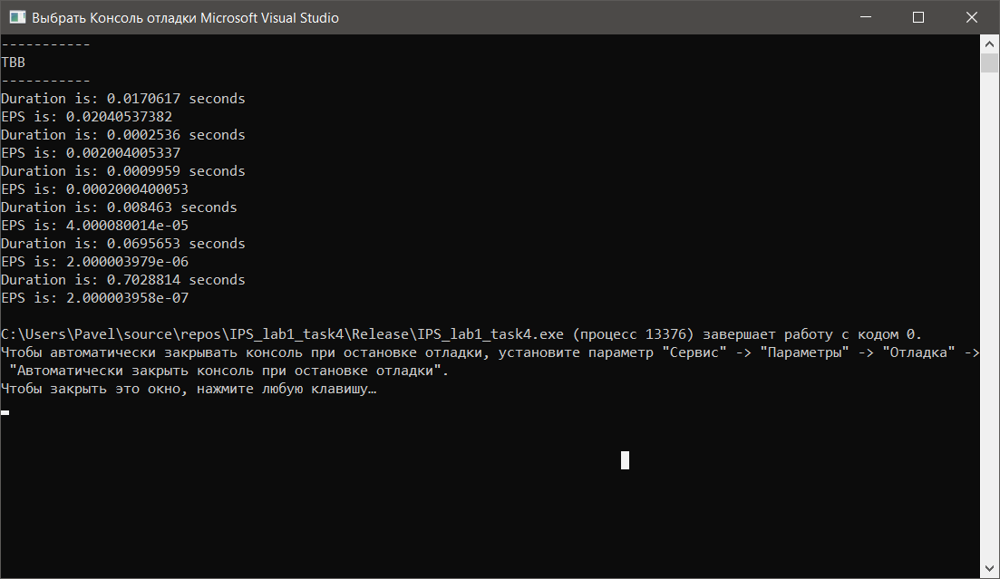 Выбрать Консоль отладки Microsoft Visual Studio
-----------
TBB
-----------
Duration is: 0.0170617 seconds
EPS is: 0.02040537382
Duration is: 0.0002536 seconds
EPS is: 0.002004005337
Duration is: 0.0009959 seconds
EPS is: 0.0002000400053
Duration is: 0.008463 seconds
EPS is: 4.000080014e-05
Duration is: 0.0695653 seconds
EPS is: 2.000003979e-06
Duration is: 0.7028814 seconds
EPS is: 2.000003958e-07
C:\Users\Pavel\source\repos\IPS_lab1_task4\Release\IPS_lab1_task4.exe (процесс 13376) завершает работу с кодом 0.
Чтобы автоматически закрывать консоль при остановке отладки, установите параметр "Сервис" -> "Параметры" -> "Отладка" ->
"Автоматически закрыть консоль при остановке отладки".
Чтобы закрыть это окно, нажмите любую клавишу…